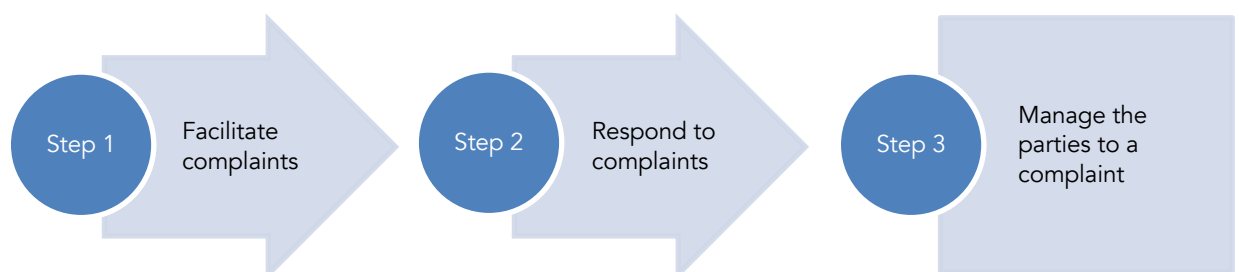 Step 1
Facilitate
complaints
Step 2
Respond to
complaints
Step 3
Manage the
parties to a
complaint